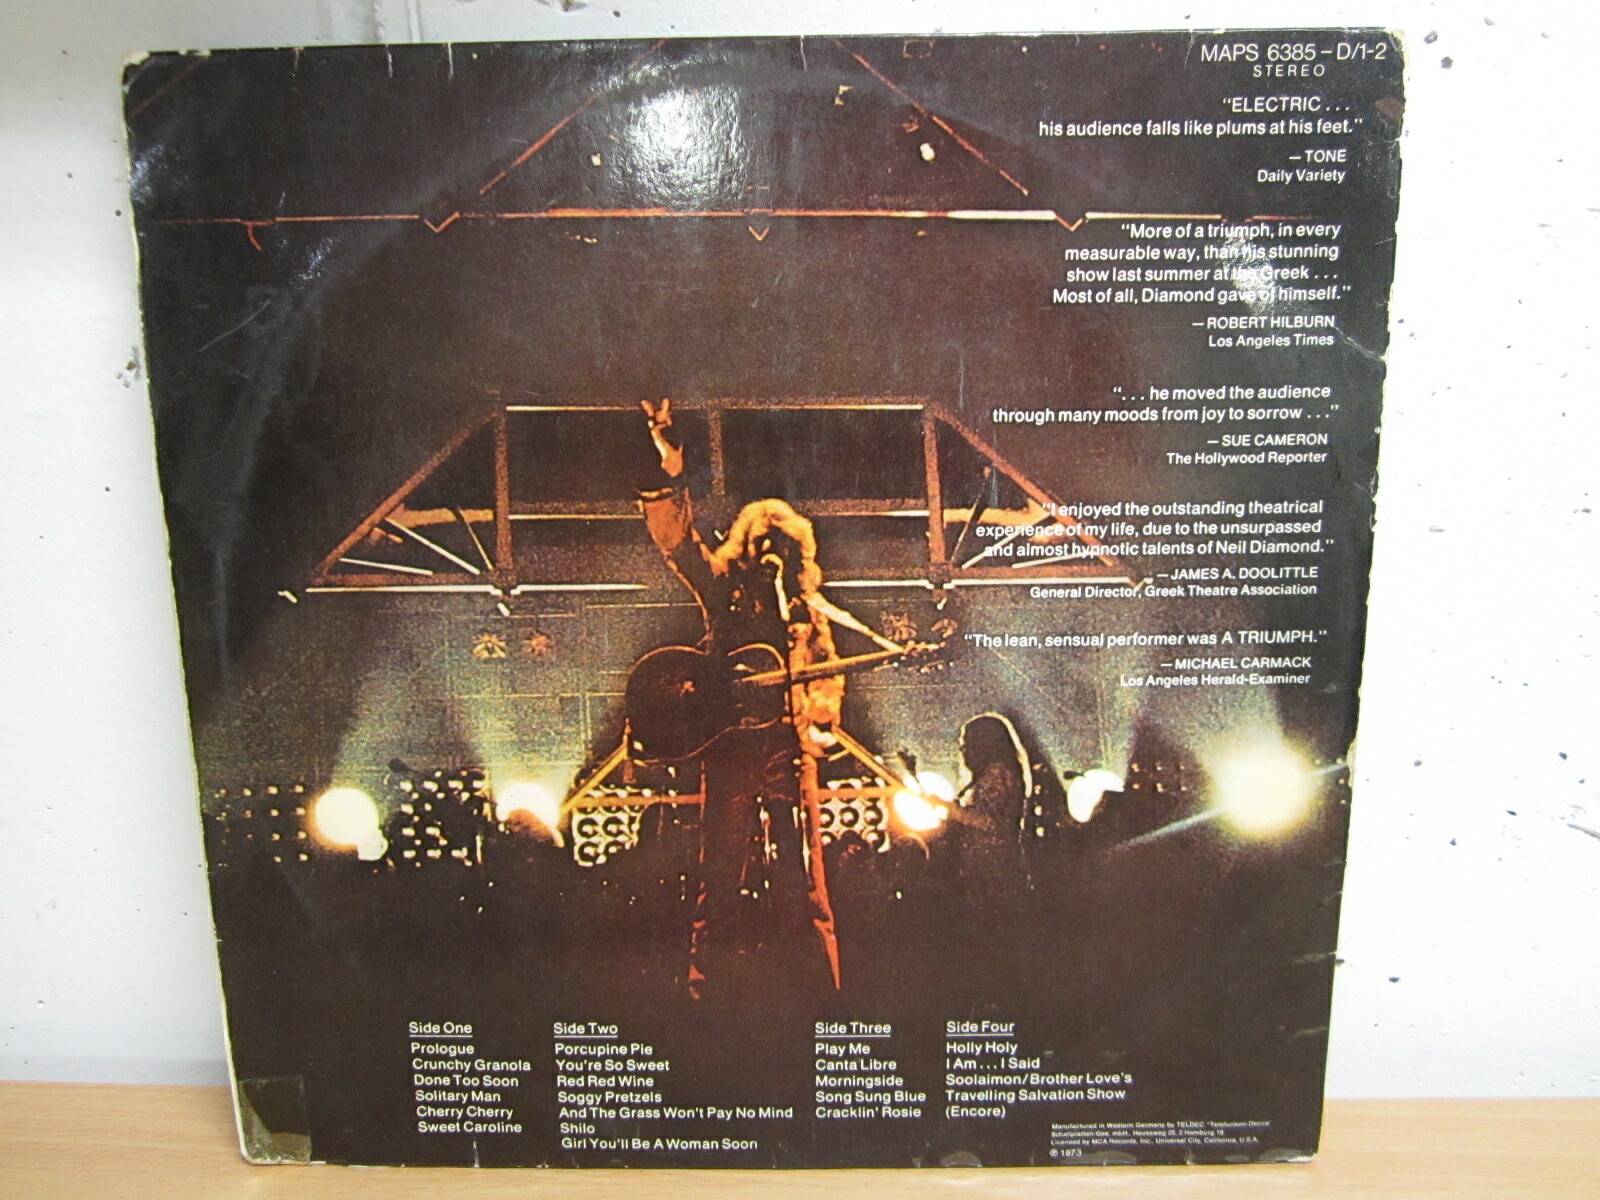 MAPS 6385 – D/1-2
STEREO
“ELECTRIC . . .
his audience falls like plums at his feet.”
— TONE
Daily Variety
“More of a triumph, in every
measurable way, than his stunning
show last summer at the Greek . . .
Most of all, Diamond gave of himself.”
— ROBERT HILBURN
Los Angeles Times
“. . . he moved the audience
through many moods from joy to sorrow . . .”
— SUE CAMERON
The Hollywood Reporter
“I enjoyed the outstanding theatrical
experience of my life, due to the unsurpassed
and almost hypnotic talents of Neil Diamond.”
— JAMES A. DOOLITTLE
General Director, Greek Theatre Association
“The lean, sensual performer was A TRIUMPH.”
— MICHAEL CARMACK
Los Angeles Herald-Examiner
Side One
Prologue
Crunchy Granola
Done Too Soon
Solitary Man
Cherry Cherry
Sweet Caroline
Side Two
Porcupine Pie
You're So Sweet
Red Red Wine
Soggy Pretzels
And The Grass Won't Pay No Mind
Shilo
Girl You'll Be A Woman Soon
Side Three
Play Me
Canta Libre
Morningside
Song Sung Blue
Cracklin' Rosie
Side Four
Holly Holy
I Am . . . I Said
Soolaimon/Brother Love's
Travelling Salvation Show
(Encore)
Manufactured in Western Germany by TELDEC "Telefunken-Decca"
Schallplatten-Ges. mbH., Heussweg 25, 2 Hamburg 19
Licensed by MCA Records, Inc., Universal City, California, U.S.A.
℗ 1973